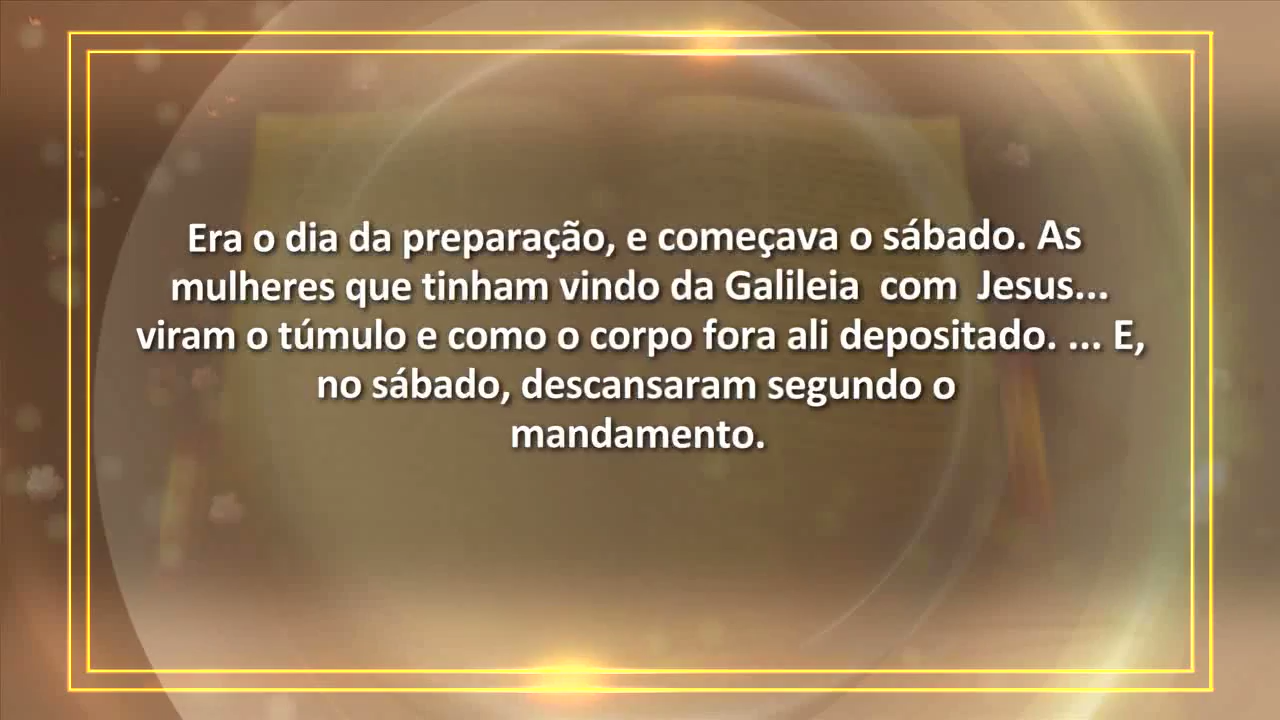 Era o dia da preparação, e começava o sábado. As
mulheres que tinham vindo da Galileia  com  Jesus...
viram o túmulo e como o corpo fora ali depositado. ... E,
no sábado, descansaram segundo o
mandamento.